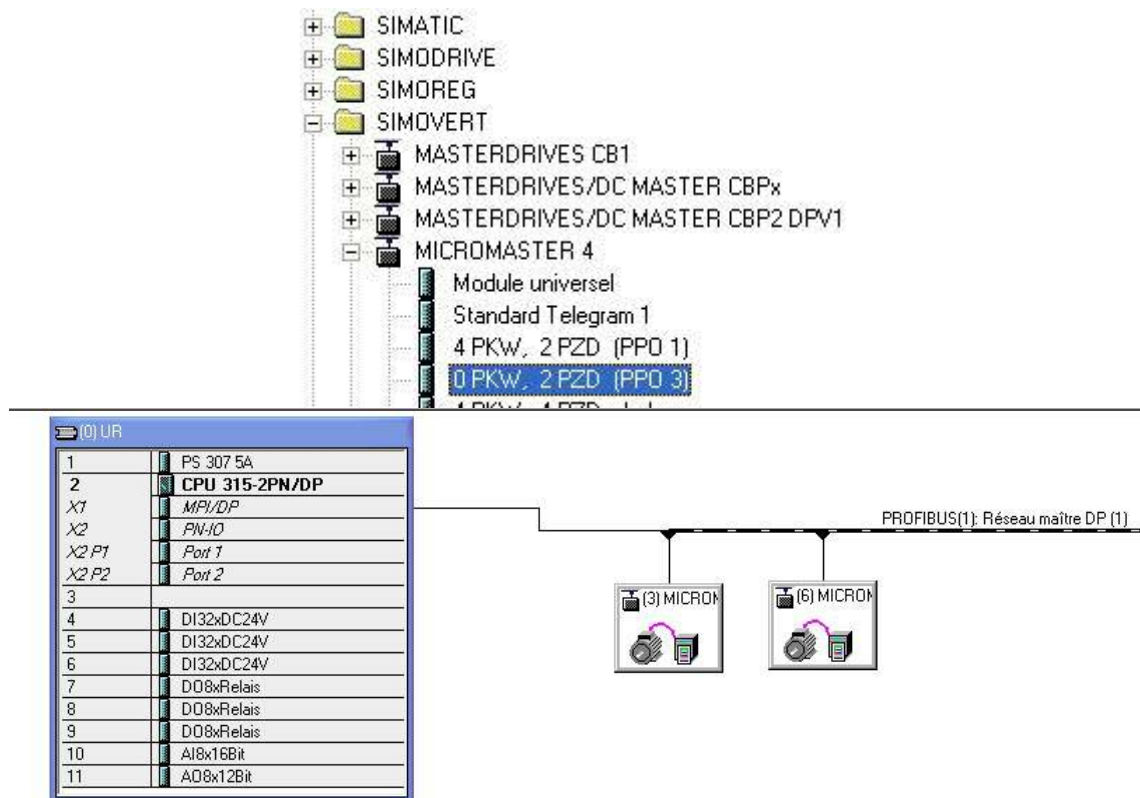 SIMATIC
SIMODRIVE
SIMOREG
SIMOVERT
MASTERDRIVES CB1
MASTERDRIVES/DC MASTER CBPx
MASTERDRIVES/DC MASTER CBP2 DPV1
MICROMASTER 4
Module universel
Standard Telegram 1
4 PKW, 2 PZD (PPO 1)
0 PKW, 2 PZD (PPO 3)
(0) UR
1 PS 307 5A
2 CPU 315-2PN/DP
X1 MPI/DP
X2 PN-IO
X2 P1 Port 1
X2 P2 Port 2
3
4 DI32xDC24V
5 DI32xDC24V
6 DI32xDC24V
7 DO8xRelais
8 DO8xRelais
9 DO8xRelais
10 AI8x16Bit
11 AO8x12Bit
PROFIBUS(1): Réseau maître DP (1)
(3) MICROM
(6) MICROM